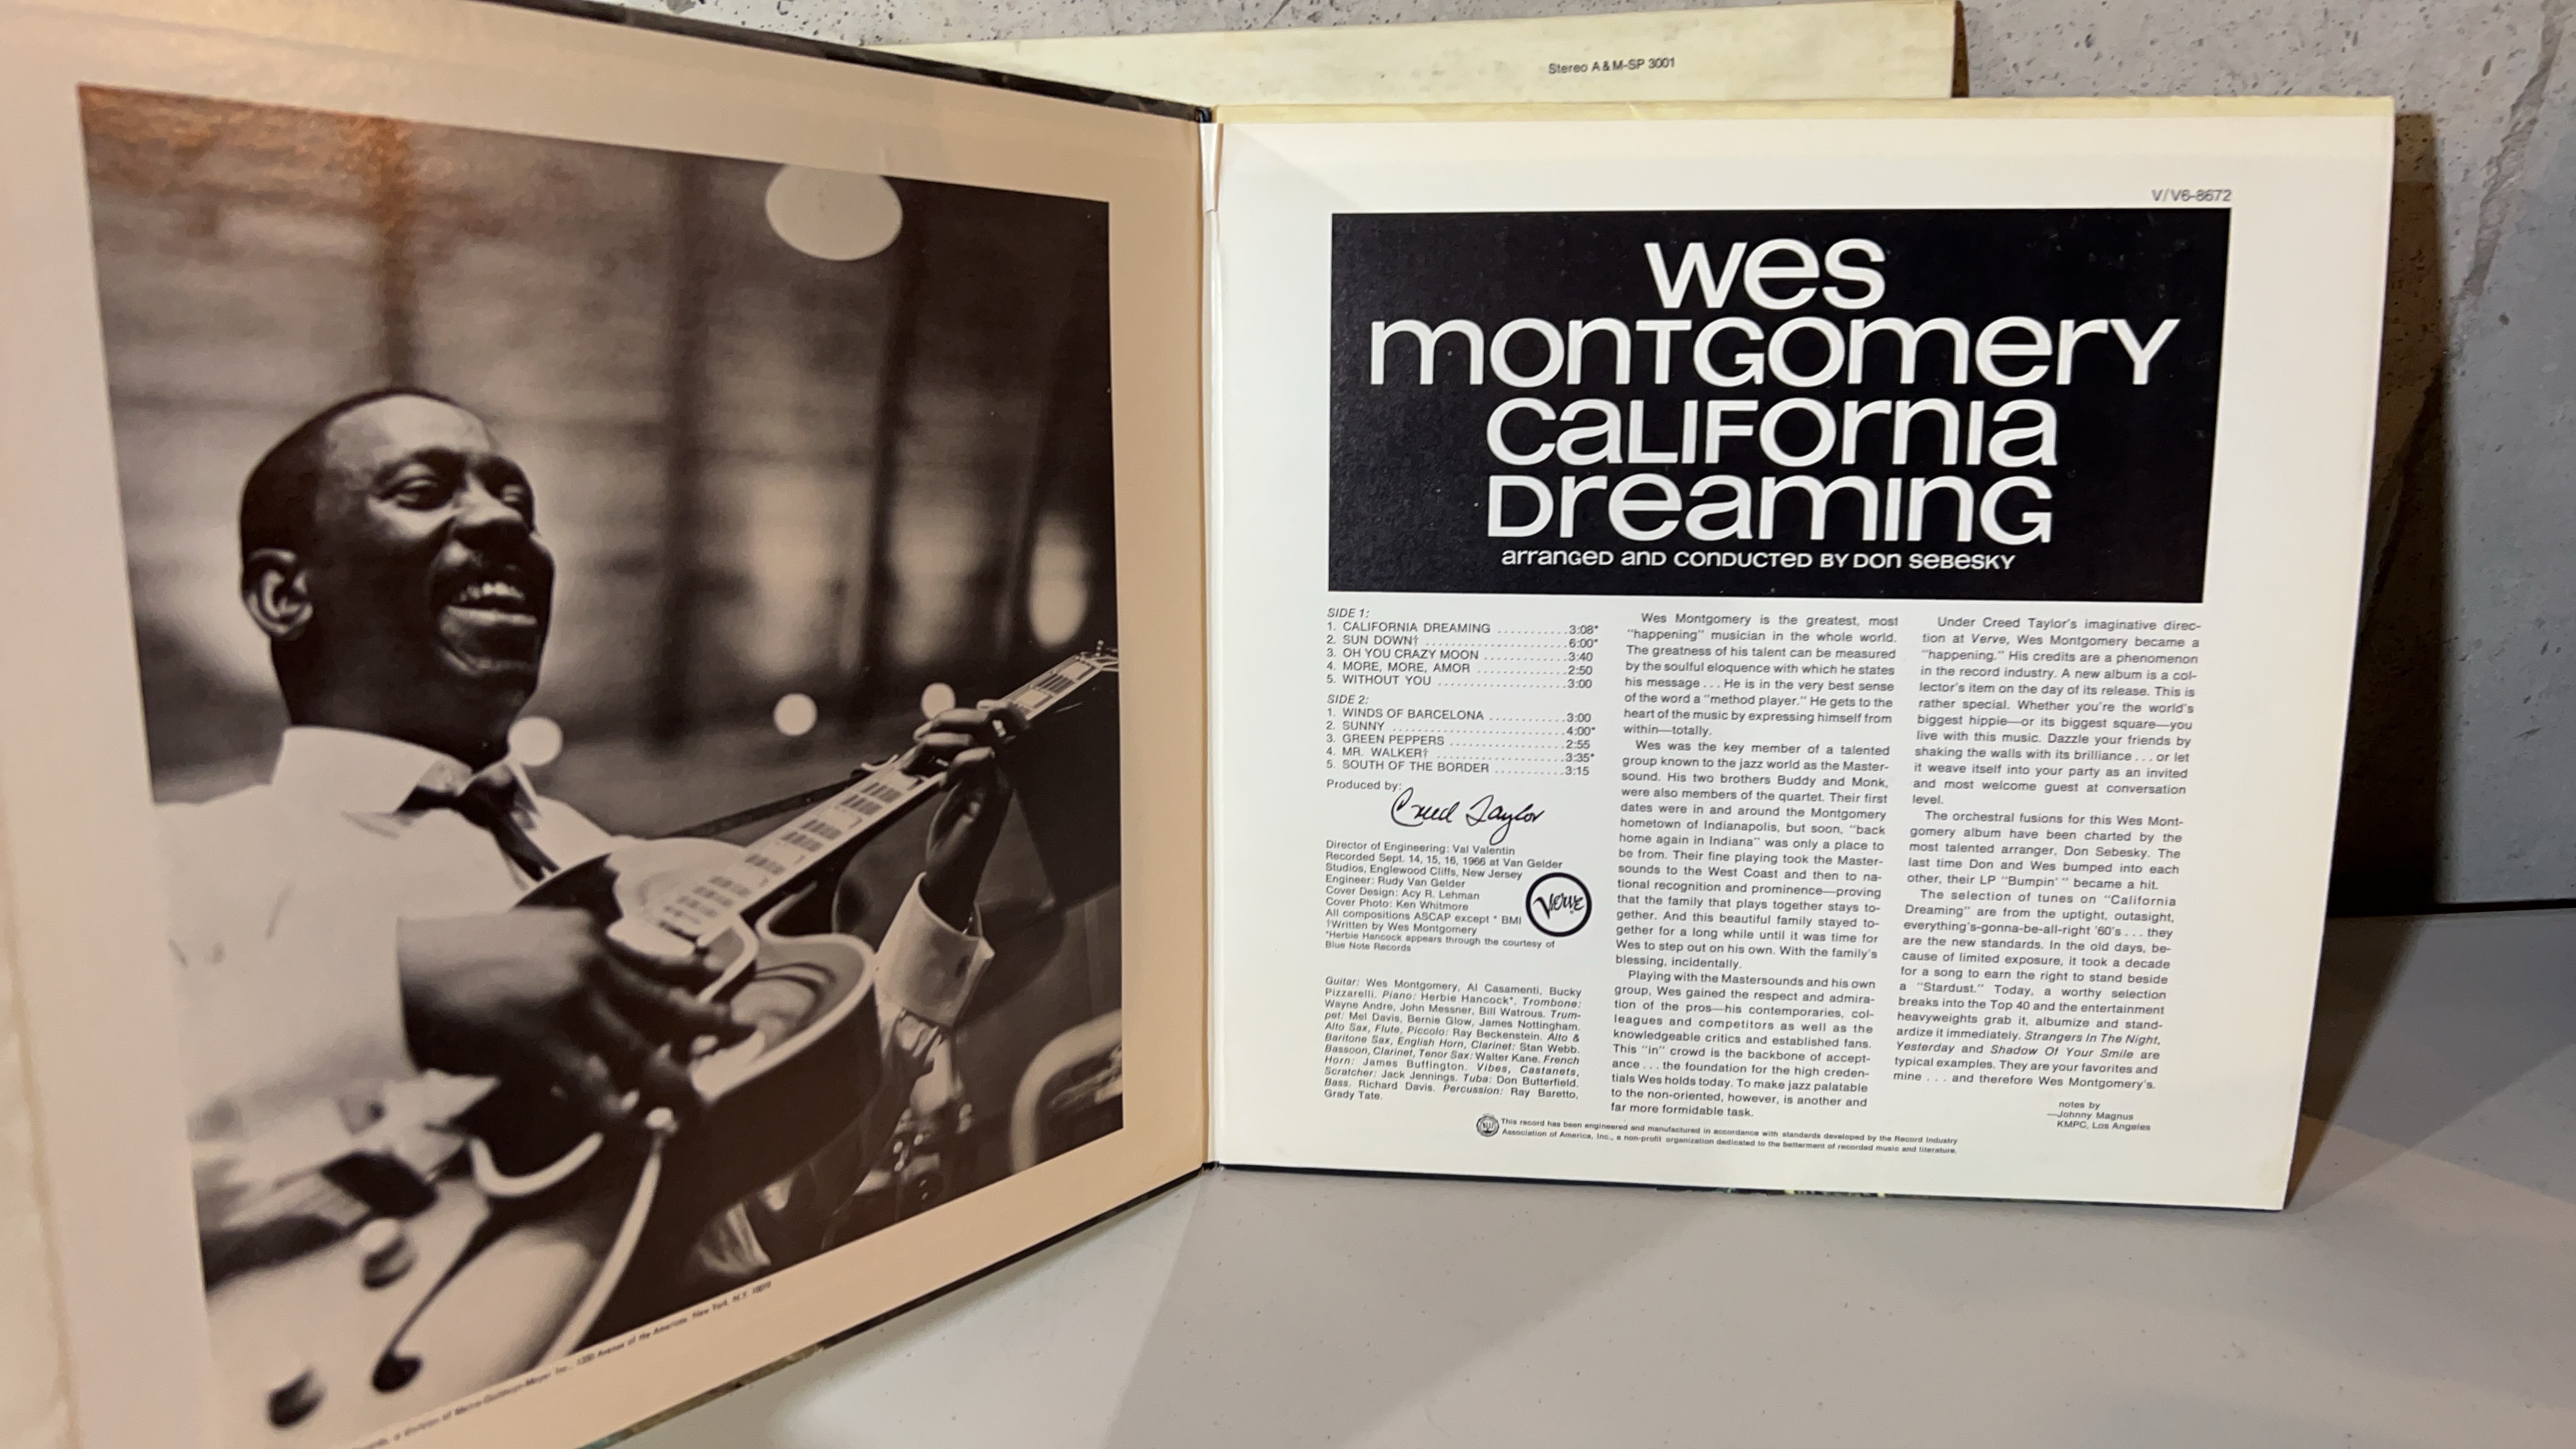 Stereo A&M-SP 3001
V/V6-8672
wes
montgomery
california
dreaming
arranged and conducted by don sebesky
SIDE 1:
1. CALIFORNIA DREAMING ...........3:08*
2. SUN DOWN† ......................6:00*
3. OH YOU CRAZY MOON .............3:40
4. MORE, MORE, AMOR ...............2:50
5. WITHOUT YOU ....................3:00
SIDE 2:
1. WINDS OF BARCELONA ............3:00
2. SUNNY ..........................4:00*
3. GREEN PEPPERS ..................2:55
4. MR. WALKER† ....................3:35*
5. SOUTH OF THE BORDER ..........3:15
Produced by:
Creed Taylor
Director of Engineering: Val Valentin
Recorded Sept. 14, 15, 16, 1966 at Van Gelder
Studios, Englewood Cliffs, New Jersey
Engineer: Rudy Van Gelder
Cover Design: Acy R. Lehman
Cover Photo: Ken Whitmore
All compositions ASCAP except * BMI
†Written by Wes Montgomery
*Herbie Hancock appears through the courtesy of
Blue Note Records
Verve
Guitar: Wes Montgomery, Al Casamenti, Bucky
Pizzarelli. Piano: Herbie Hancock*, Trombone:
Wayne Andre, John Messner, Bill Watrous. Trum-
pet: Mel Davis, Bernie Glow, James Nottingham.
Alto Sax, Flute, Piccolo: Ray Beckenstein. Alto &
Baritone Sax, English Horn, Clarinet: Stan Webb.
Bassoon, Clarinet, Tenor Sax: Walter Kane. French
Horn: James Buffington. Vibes, Castanets,
Scratcher: Jack Jennings. Tuba: Don Butterfield.
Bass. Richard Davis. Percussion: Ray Baretto,
Grady Tate.
Wes Montgomery is the greatest, most
"happening" musician in the whole world.
The greatness of his talent can be measured
by the soulful eloquence with which he states
his message . . . He is in the very best sense
of the word a "method player." He gets to the
heart of the music by expressing himself from
within—totally.
Wes was the key member of a talented
group known to the jazz world as the Master-
sound. His two brothers Buddy and Monk,
were also members of the quartet. Their first
dates were in and around the Montgomery
hometown of Indianapolis, but soon, "back
home again in Indiana" was only a place to
be from. Their fine playing took the Master-
sounds to the West Coast and then to na-
tional recognition and prominence—proving
that the family that plays together stays to-
gether. And this beautiful family stayed to-
gether for a long while until it was time for
Wes to step out on his own. With the family's
blessing, incidentally.
Playing with the Mastersounds and his own
group, Wes gained the respect and admira-
tion of the pros—his contemporaries, col-
leagues and competitors as well as the
knowledgeable critics and established fans.
This "in" crowd is the backbone of accept-
ance . . . the foundation for the high creden-
tials Wes holds today. To make jazz palatable
to the non-oriented, however, is another and
far more formidable task.
Under Creed Taylor's imaginative direc-
tion at Verve, Wes Montgomery became a
"happening." His credits are a phenomenon
in the record industry. A new album is a col-
lector's item on the day of its release. This is
rather special. Whether you're the world's
biggest hippie—or its biggest square—you
live with this music. Dazzle your friends by
shaking the walls with its brilliance . . . or let
it weave itself into your party as an invited
and most welcome guest at conversation
level.
The orchestral fusions for this Wes Mont-
gomery album have been charted by the
most talented arranger, Don Sebesky. The
last time Don and Wes bumped into each
other, their LP "Bumpin' " became a hit.
The selection of tunes on "California
Dreaming" are from the uptight, outasight,
everything's-gonna-be-all-right '60's . . . they
are the new standards. In the old days, be-
cause of limited exposure, it took a decade
for a song to earn the right to stand beside
a "Stardust." Today, a worthy selection
breaks into the Top 40 and the entertainment
heavyweights grab it, albumize and stand-
ardize it immediately. Strangers In The Night,
Yesterday and Shadow Of Your Smile are
typical examples. They are your favorites and
mine . . . and therefore Wes Montgomery's.
notes by
—Johnny Magnus
KMPC, Los Angeles
This record has been engineered and manufactured in accordance with standards developed by the Record Industry
Association of America, Inc., a non-profit organization dedicated to the betterment of recorded music and literature.
a division of Metro-Goldwyn-Mayer Inc., 1350 Avenue of the Americas, New York, N.Y. 10019